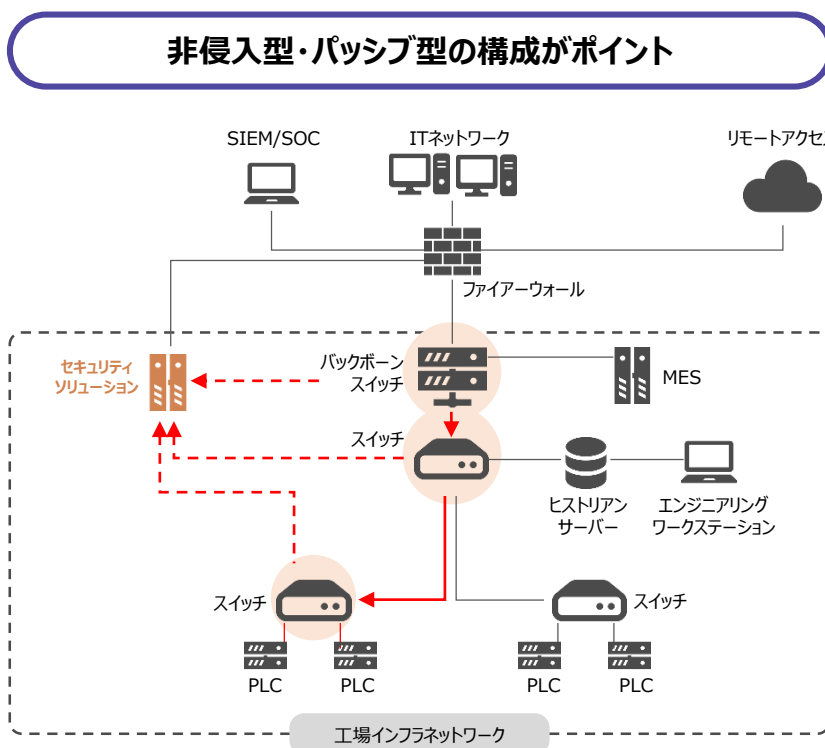 非侵入型・パッシブ型の構成がポイント
SIEM/SOC
ITネットワーク
リモートアクセス
ファイアーウォール
セキュリティ
ソリューション
バックボーン
スイッチ
MES
スイッチ
ヒストリアン
サーバー
エンジニアリング
ワークステーション
スイッチ
スイッチ
PLC
PLC
PLC
PLC
工場インフラネットワーク